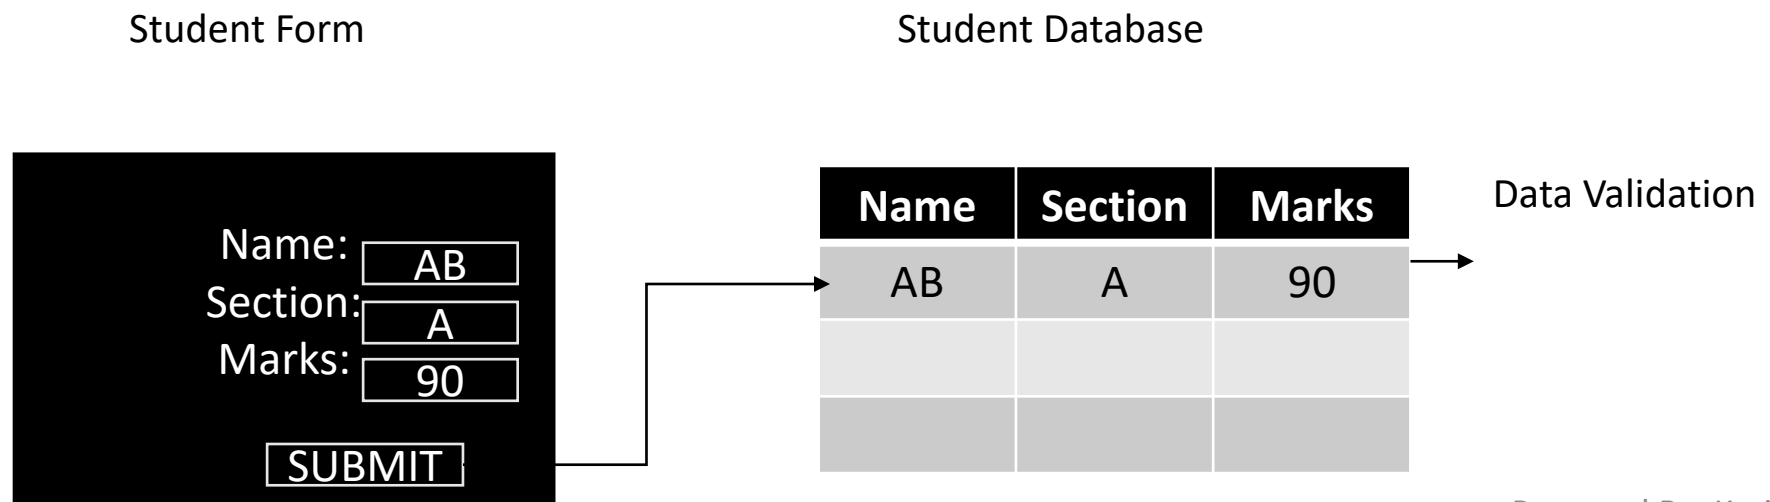 Student Form
Student Database
Name: AB
Section: A
Marks: 90
SUBMIT
Name Section Marks
AB A 90
Data Validation